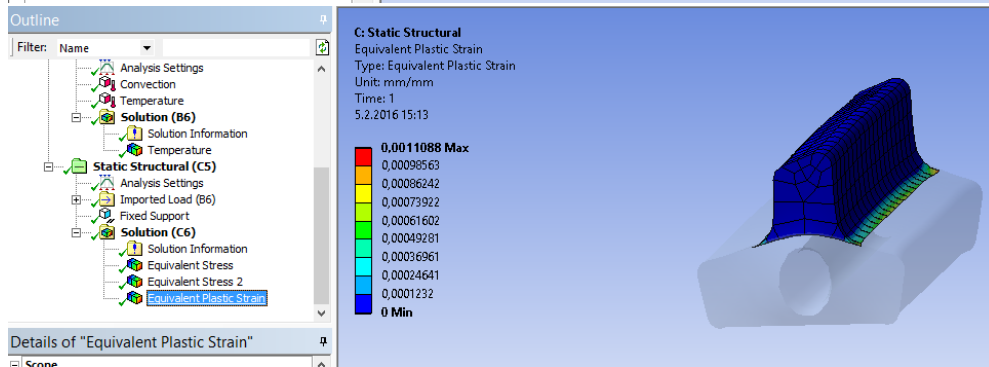 Outline
Filter: Name
Analysis Settings
Convection
Temperature
Solution (B6)
Solution Information
Temperature
Static Structural (C5)
Analysis Settings
Imported Load (B6)
Fixed Support
Solution (C6)
Solution Information
Equivalent Stress
Equivalent Stress 2
Equivalent Plastic Strain
Details of "Equivalent Plastic Strain"
Scope
C: Static Structural
Equivalent Plastic Strain
Type: Equivalent Plastic Strain
Unit: mm/mm
Time: 1
5.2.2016 15:13
0,0011088 Max
0,00098563
0,00086242
0,00073922
0,00061602
0,00049281
0,00036961
0,00024641
0,0001232
0 Min